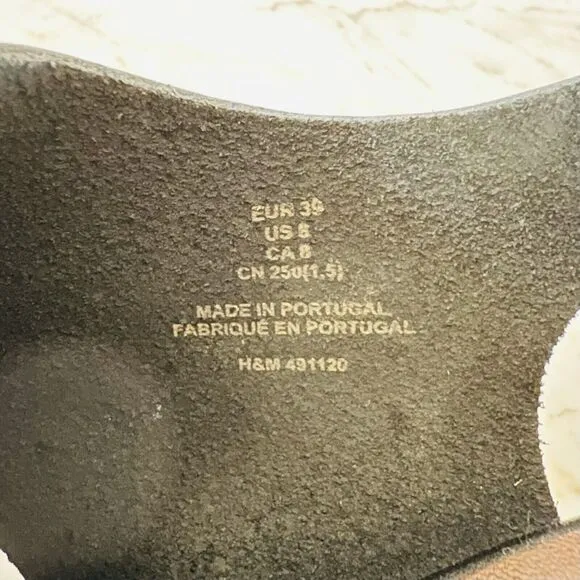 EUR 39
US 8
CA 8
CN 250(1.5)
MADE IN PORTUGAL
FABRIQUÉ EN PORTUGAL
H&M 491120